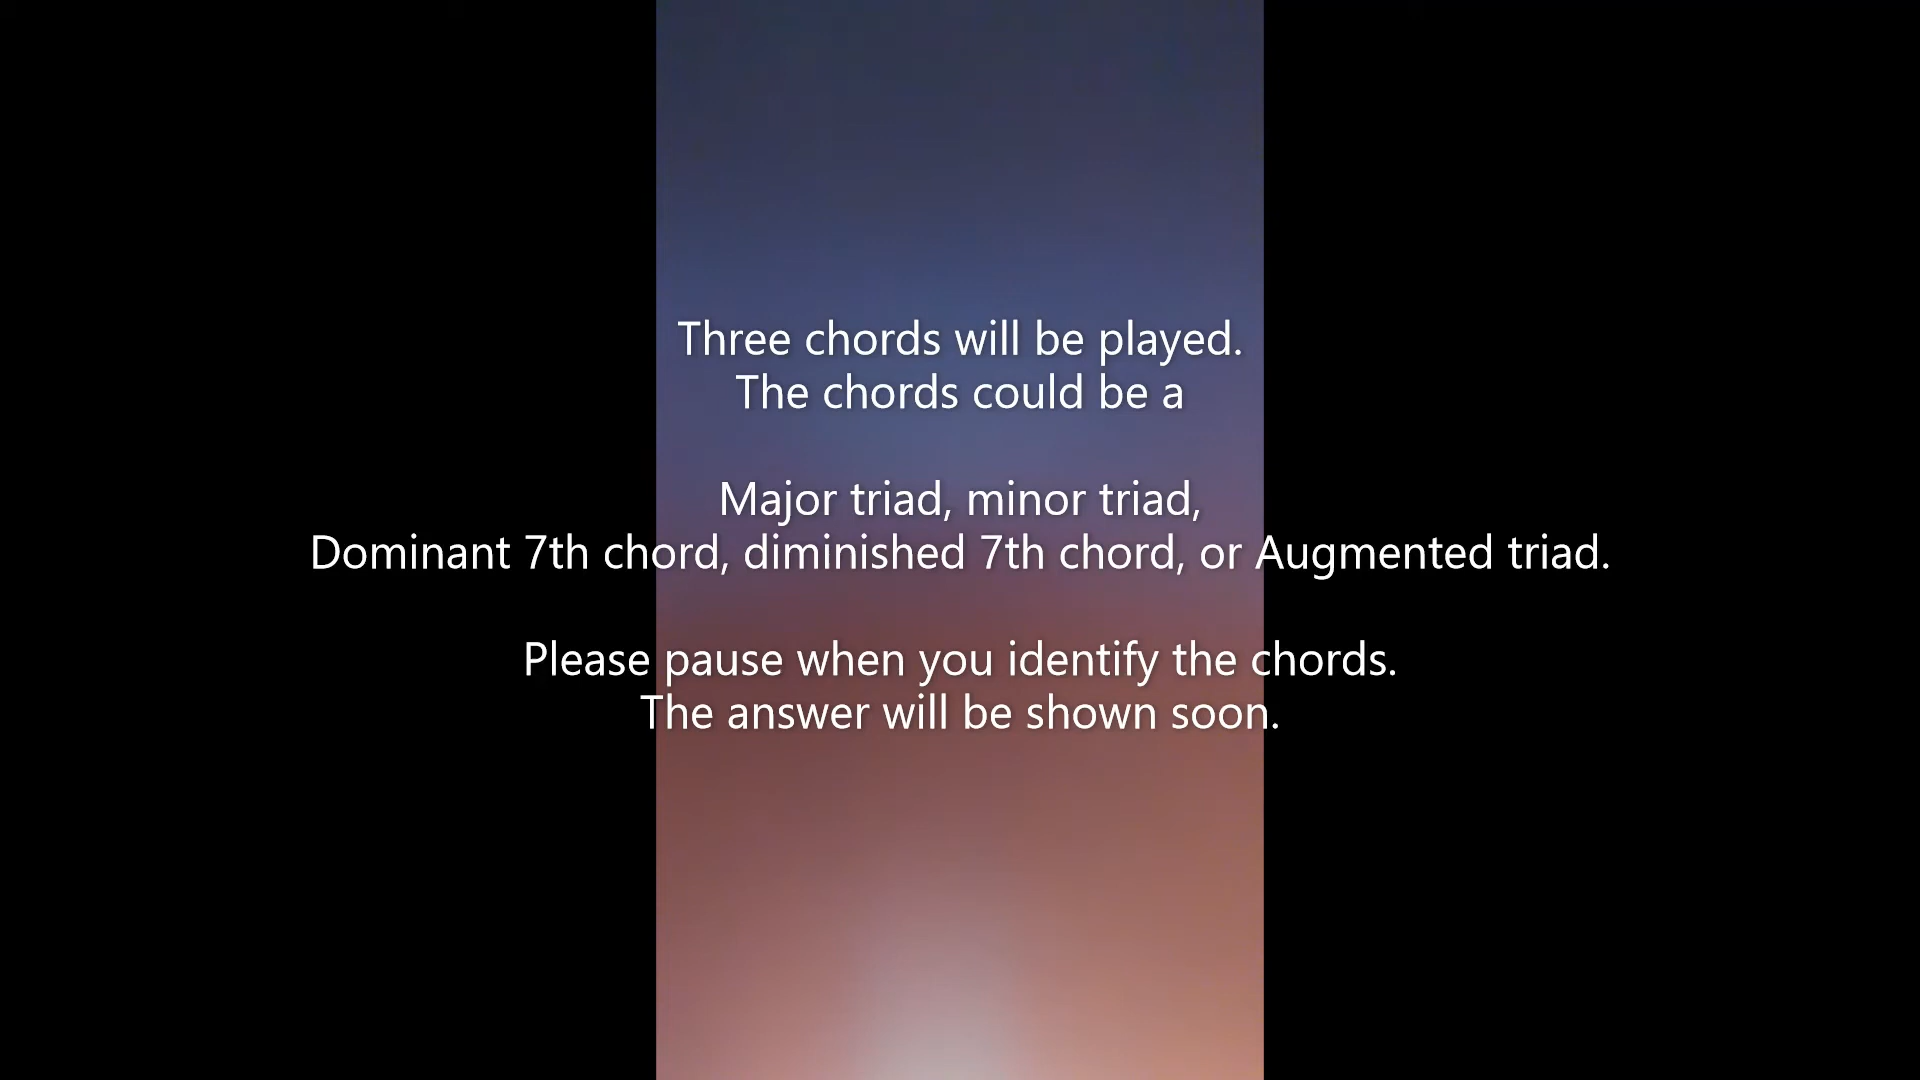 Three chords will be played.
The chords could be a
Major triad, minor triad,
Dominant 7th chord, diminished 7th chord, or Augmented triad.
Please pause when you identify the chords.
The answer will be shown soon.